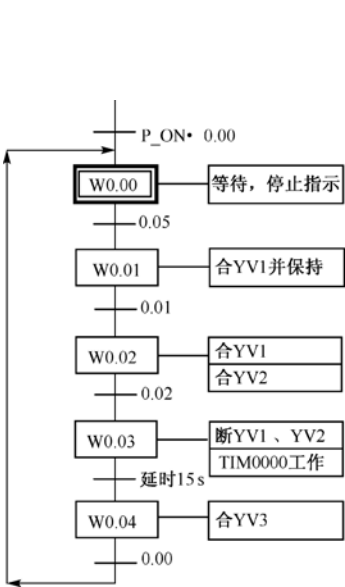 P_ON• 0.00
W0.00
等待，停止指示
0.05
W0.01
合YV1并保持
0.01
W0.02
合YV1
合YV2
0.02
W0.03
断YV1 、YV2
TIM0000工作
延时15s
W0.04
合YV3
0.00